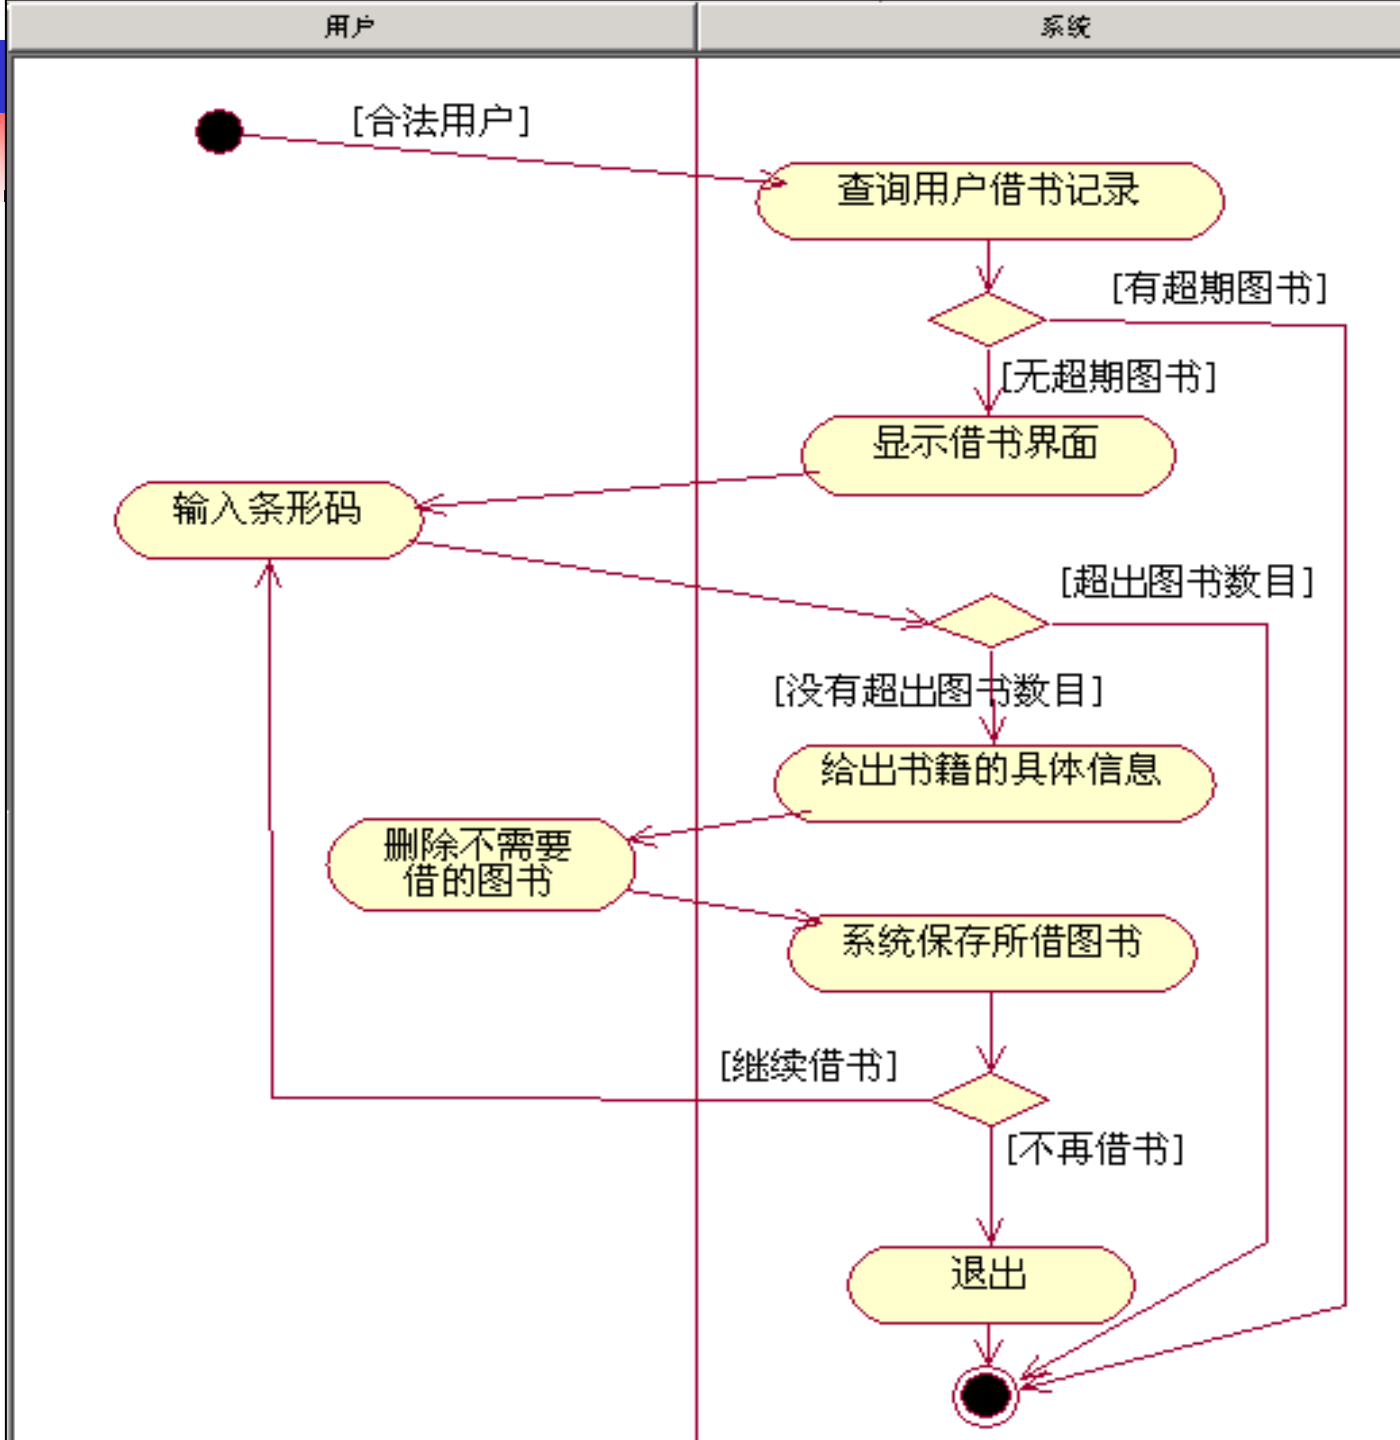 用户
系统
[合法用户]
查询用户借书记录
[有超期图书]
[无超期图书]
显示借书界面
输入条形码
[超出图书数目]
[没有超出图书数目]
给出书籍的具体信息
删除不需要
借的图书
系统保存所借图书
[继续借书]
[不再借书]
退出